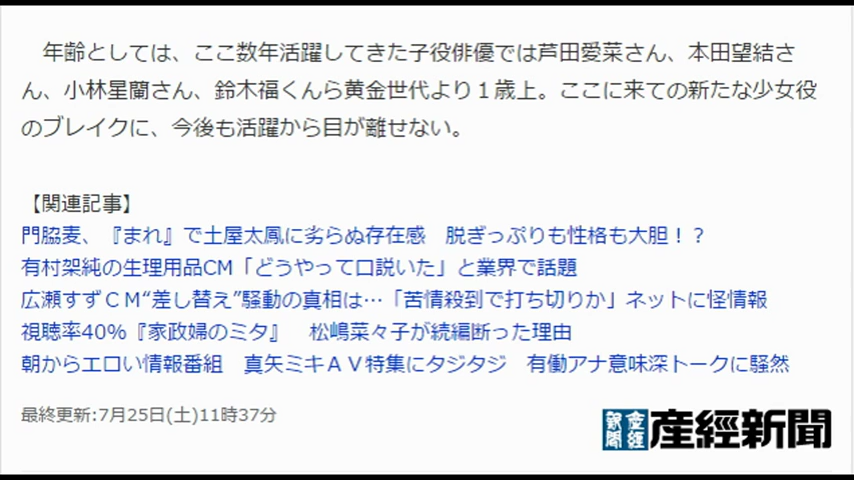 年齢としては、ここ数年活躍してきた子役俳優では芦田愛菜さん、本田望結さ
ん、小林星蘭さん、鈴木福くんら黄金世代より１歳上。ここに来ての新たな少女役
のブレイクに、今後も活躍から目が離せない。
【関連記事】
門脇麦、『まれ』で土屋太鳳に劣らぬ存在感　脱ぎっぷりも性格も大胆！？
有村架純の生理用品CM「どうやって口説いた」と業界で話題
広瀬すずＣＭ“差し替え”騒動の真相は…「苦情殺到で打ち切りか」ネットに怪情報
視聴率40%『家政婦のミタ』　松嶋菜々子が続編断った理由
朝からエロい情報番組　真矢ミキＡＶ特集にタジタジ　有働アナ意味深トークに騒然
最終更新:7月25日(土)11時37分
産經新聞
産經新聞